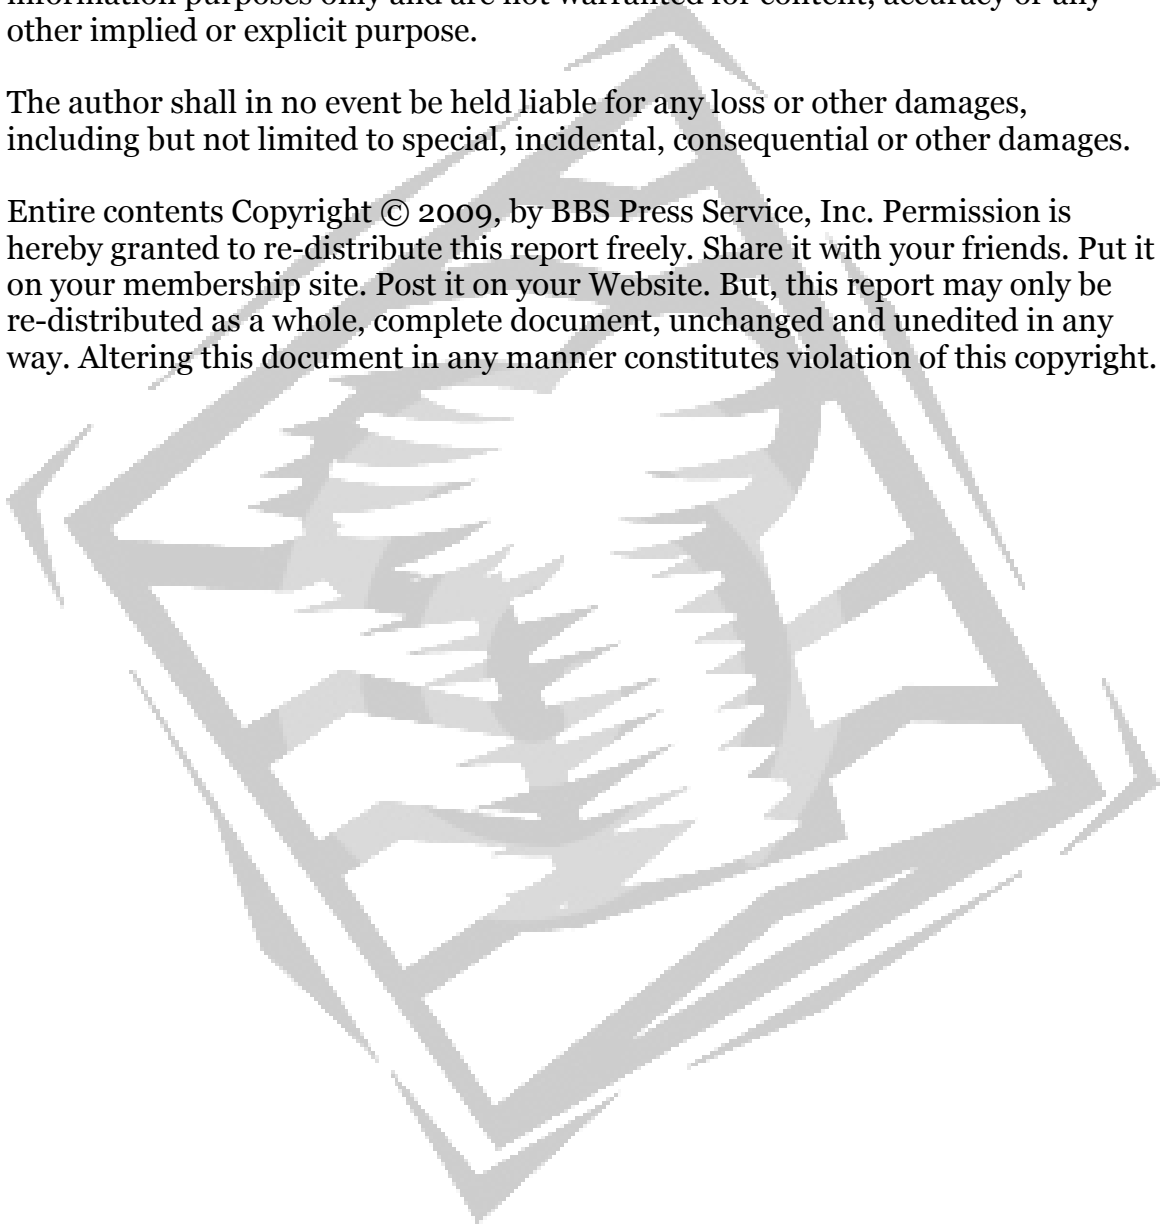 information purposes only and are not warranted for content, accuracy or any
other implied or explicit purpose.
The author shall in no event be held liable for any loss or other damages,
including but not limited to special, incidental, consequential or other damages.
Entire contents Copyright © 2009, by BBS Press Service, Inc. Permission is
hereby granted to re-distribute this report freely. Share it with your friends. Put it
on your membership site. Post it on your Website. But, this report may only be
re-distributed as a whole, complete document, unchanged and unedited in any
way. Altering this document in any manner constitutes violation of this copyright.